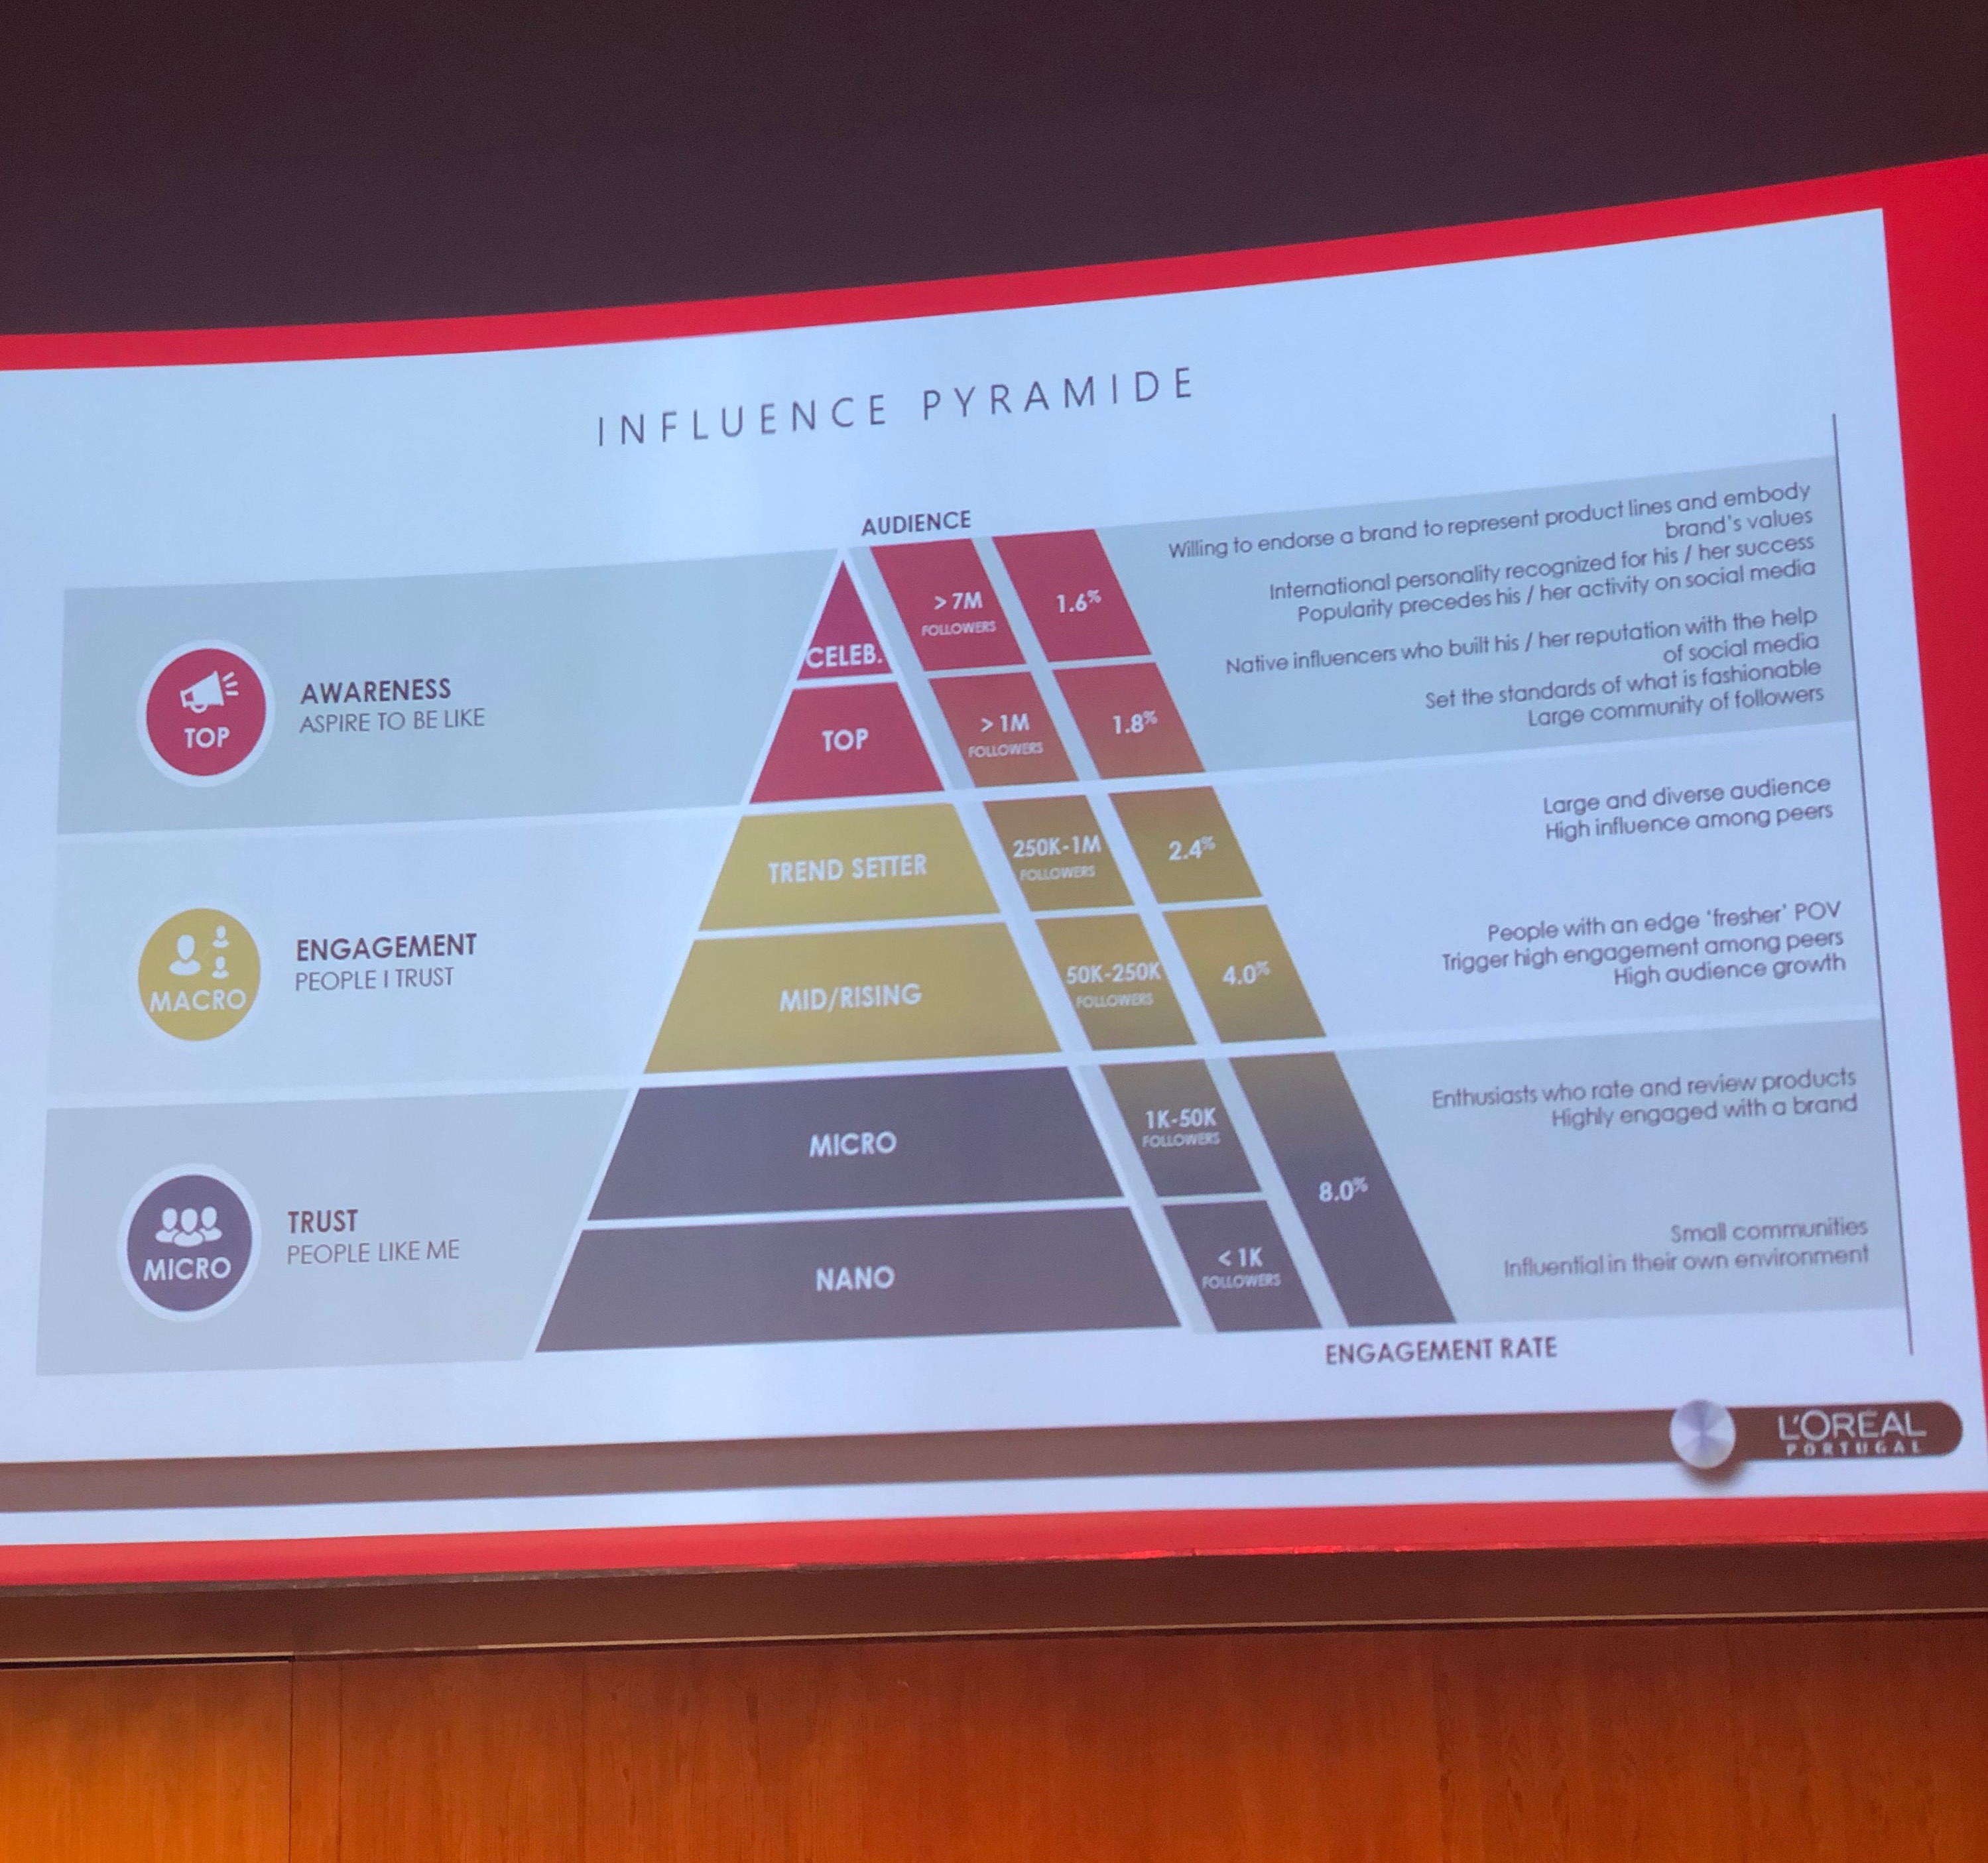 INFLUENCE PYRAMIDE
AUDIENCE
TOP
AWARENESS
ASPIRE TO BE LIKE
CELEB.
> 7M
FOLLOWERS
1.6%
Willing to endorse a brand to represent product lines and embody
brand's values
International personality recognized for his / her success
Popularity precedes his / her activity on social media
TOP
> 1M
FOLLOWERS
1.8%
Native influencers who built his / her reputation with the help
of social media
Set the standards of what is fashionable
Large community of followers
MACRO
ENGAGEMENT
PEOPLE I TRUST
TREND SETTER
250K-1M
FOLLOWERS
2.4%
Large and diverse audience
High influence among peers
MID/RISING
50K-250K
FOLLOWERS
4.0%
People with an edge 'fresher' POV
Trigger high engagement among peers
High audience growth
MICRO
TRUST
PEOPLE LIKE ME
MICRO
1K-50K
FOLLOWERS
8.0%
Enthusiasts who rate and review products
Highly engaged with a brand
NANO
< 1K
FOLLOWERS
Small communities
Influential in their own environment
ENGAGEMENT RATE
L'ORÉAL
PORTUGAL